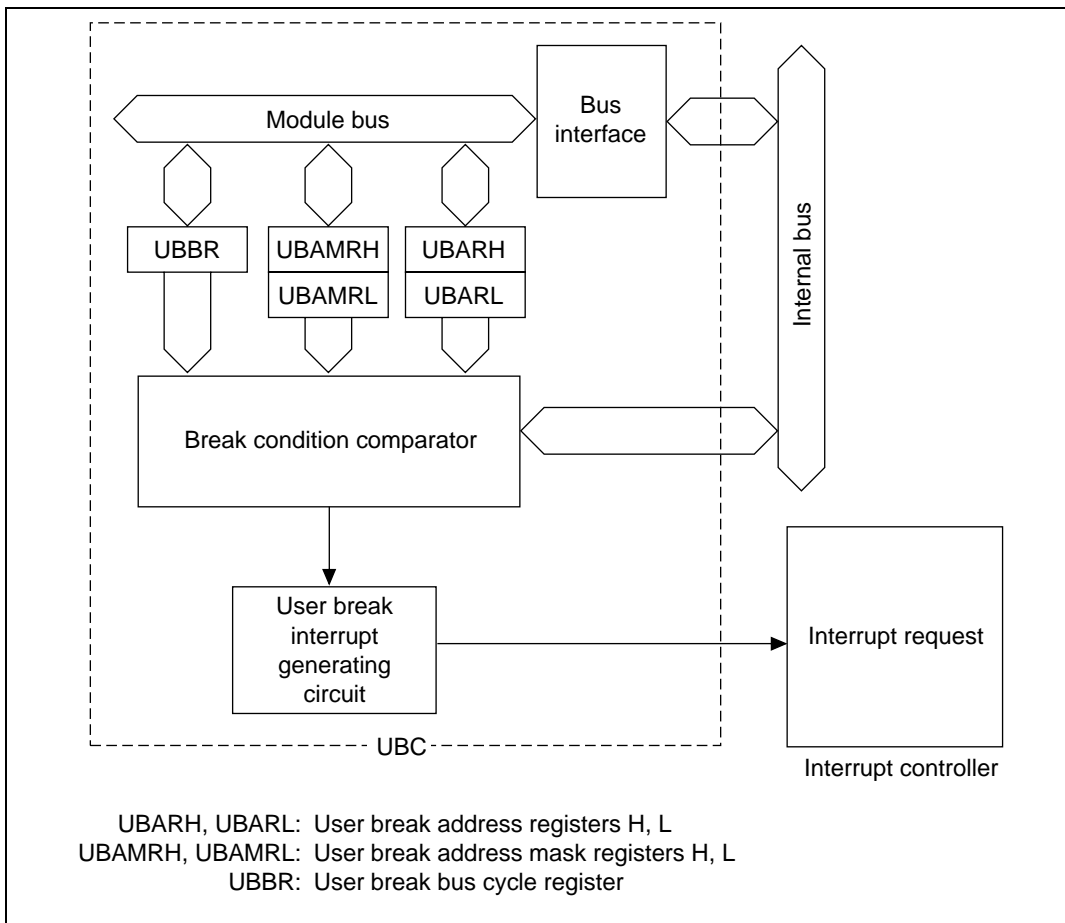 Module bus
Bus
interface
UBBR
UBAMRH
UBARH
UBAMRL
UBARL
Internal bus
Break condition comparator
User break
interrupt
generating
circuit
Interrupt request
UBC
Interrupt controller
UBARH, UBARL: User break address registers H, L
UBAMRH, UBAMRL: User break address mask registers H, L
UBBR: User break bus cycle register